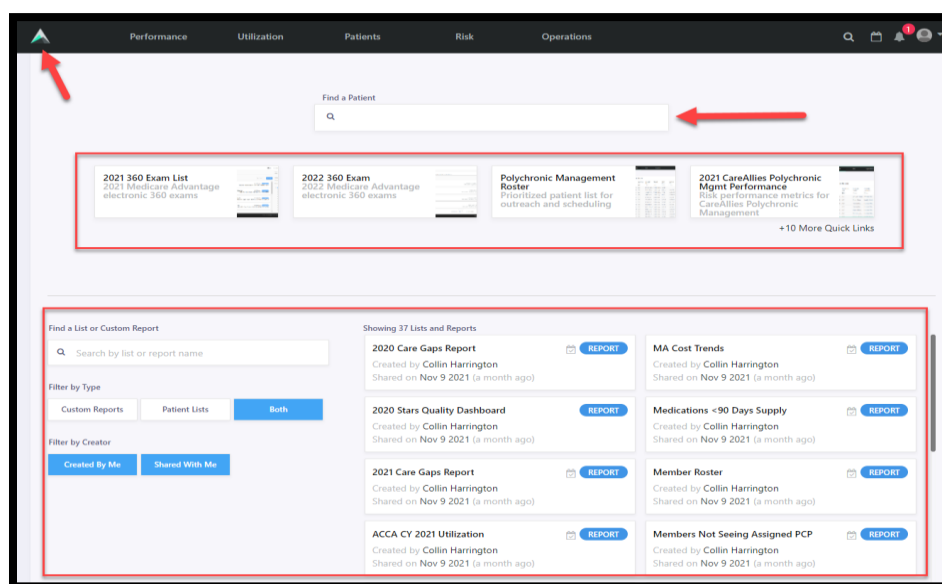 Performance Utilization Patients Risk Operations 1
Find a Patient
2021 360 Exam List
2021 Medicare Advantage
electronic 360 exams
2022 360 Exam
2022 Medicare Advantage
electronic 360 exams
Polychronic Management
Roster
Prioritized patient list for
outreach and scheduling
2021 CareAllies Polychronic
Mgmt Performance
Risk performance metrics for
CareAllies Polychronic
Management
+10 More Quick Links
Find a List or Custom Report
Search by list or report name
Filter by Type
Custom Reports Patient Lists Both
Filter by Creator
Created By Me Shared With Me
Showing 37 Lists and Reports
2020 Care Gaps Report REPORT
Created by Collin Harrington
Shared on Nov 9 2021 (a month ago)
MA Cost Trends REPORT
Created by Collin Harrington
Shared on Nov 9 2021 (a month ago)
2020 Stars Quality Dashboard REPORT
Created by Collin Harrington
Shared on Nov 9 2021 (a month ago)
Medications <90 Days Supply REPORT
Created by Collin Harrington
Shared on Nov 9 2021 (a month ago)
2021 Care Gaps Report REPORT
Created by Collin Harrington
Shared on Nov 9 2021 (a month ago)
Member Roster REPORT
Created by Collin Harrington
Shared on Nov 9 2021 (a month ago)
ACCA CY 2021 Utilization REPORT
Created by Collin Harrington
Shared on Nov 9 2021 (a month ago)
Members Not Seeing Assigned PCP REPORT
Created by Collin Harrington
Shared on Nov 9 2021 (a month ago)